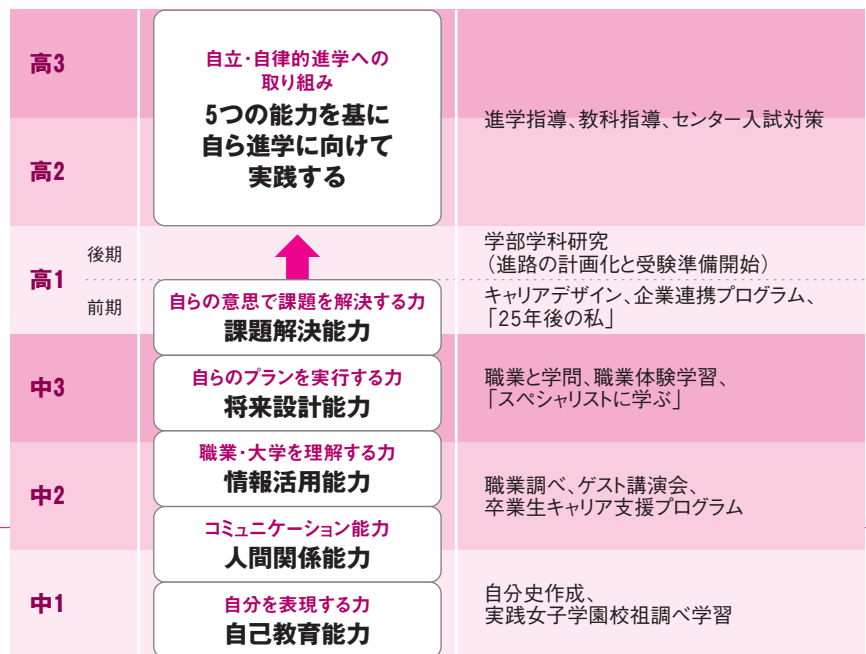 高3
自立・自律的進学への
取り組み
5つの能力を基に
自ら進学に向けて
実践する
進学指導、教科指導、センター入試対策
高2
高1
後期
学部学科研究
（進路の計画化と受験準備開始）
前期
自らの意思で課題を解決する力
課題解決能力
キャリアデザイン、企業連携プログラム、
「25年後の私」
中3
自らのプランを実行する力
将来設計能力
職業と学問、職業体験学習、
「スペシャリストに学ぶ」
中2
職業・大学を理解する力
情報活用能力
コミュニケーション能力
人間関係能力
職業調べ、ゲスト講演会、
卒業生キャリア支援プログラム
中1
自分を表現する力
自己教育能力
自分史作成、
実践女子学園校祖調べ学習